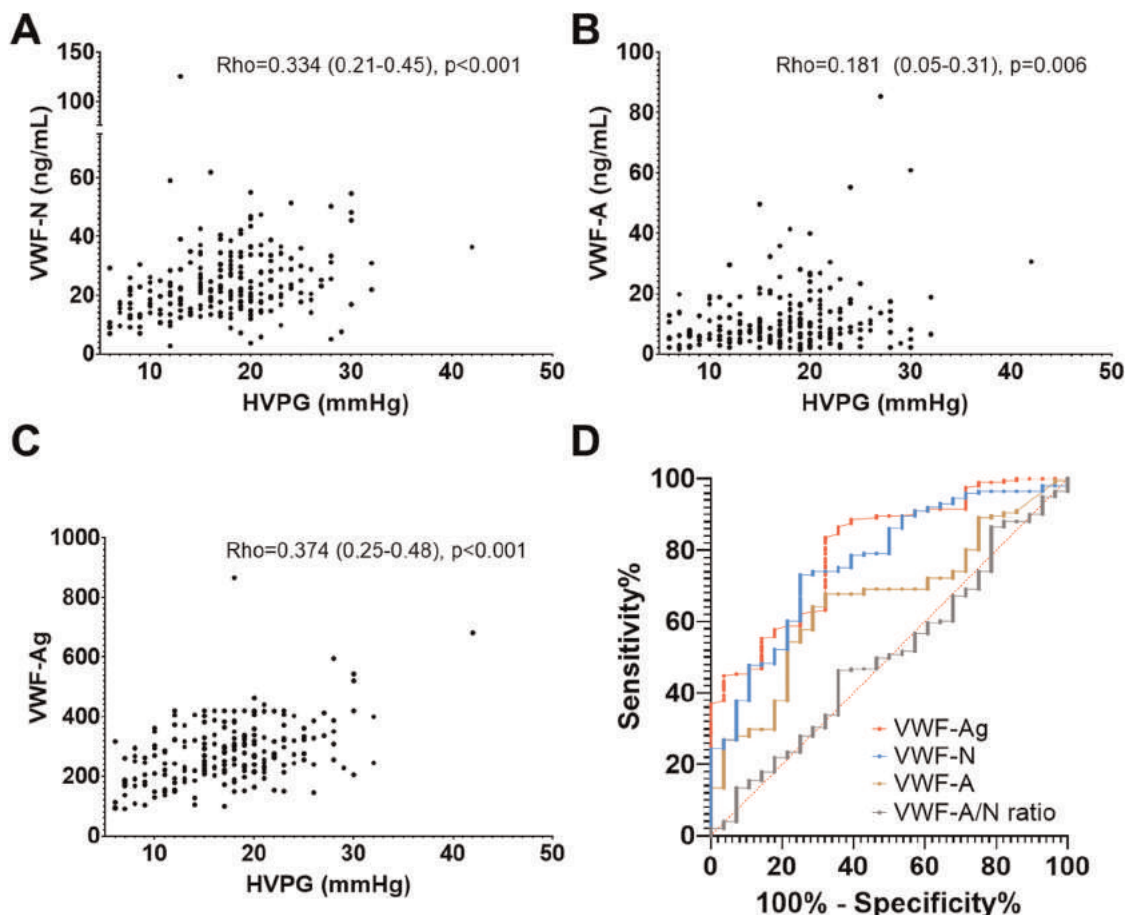 A
Rho=0.334 (0.21-0.45), p<0.001
VWF-N (ng/mL)
150
100
60
40
20
0
10 20 30 40 50
HVPG (mmHg)
B
Rho=0.181 (0.05-0.31), p=0.006
VWF-A (ng/mL)
100
80
60
40
20
0
10 20 30 40 50
HVPG (mmHg)
C
Rho=0.374 (0.25-0.48), p<0.001
VWF-Ag
1000
800
600
400
200
0
10 20 30 40 50
HVPG (mmHg)
D
Sensitivity%
100
80
60
40
20
0
VWF-Ag
VWF-N
VWF-A
VWF-A/N ratio
0 20 40 60 80 100
100% - Specificity%